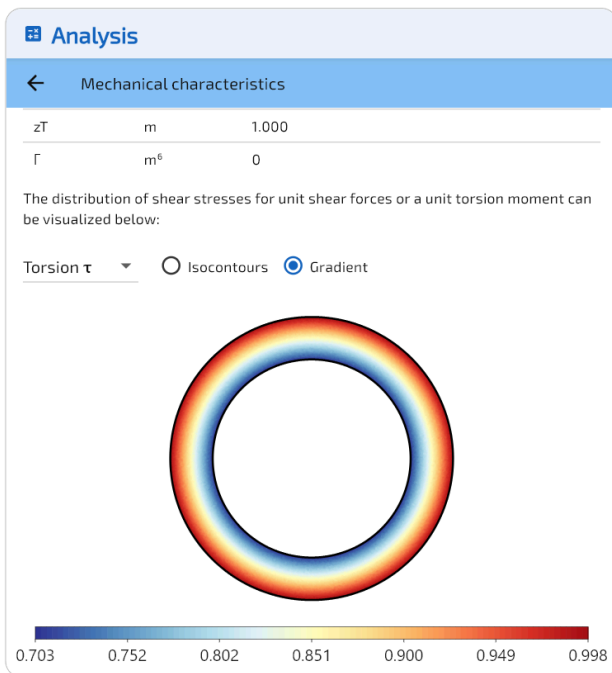 Analysis
Mechanical characteristics
zT m 1.000
Γ m⁶ 0
The distribution of shear stresses for unit shear forces or a unit torsion moment can
be visualized below:
Torsion τ Isocontours Gradient
0.703 0.752 0.802 0.851 0.900 0.949 0.998